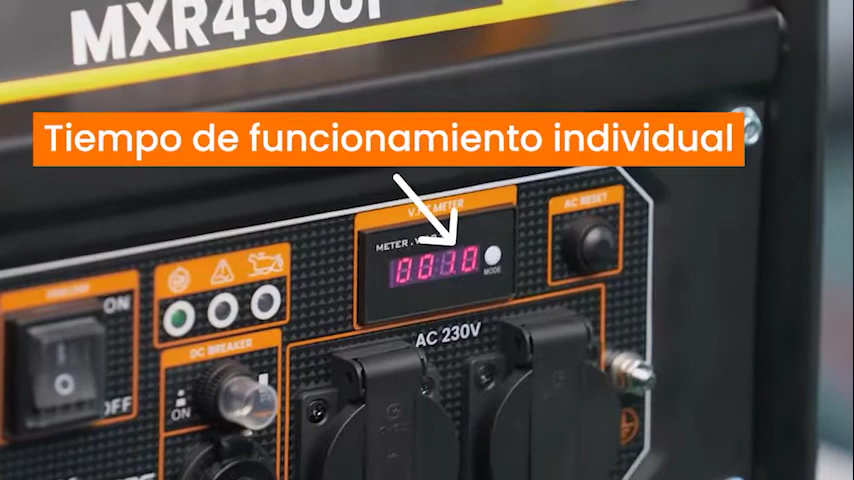 MXR4500i
Tiempo de funcionamiento individual
V.F.T METER
AC RESET
METER . V.F.T
001.0
MODE
ON
OFF
AC 230V
DC BREAKER
ON